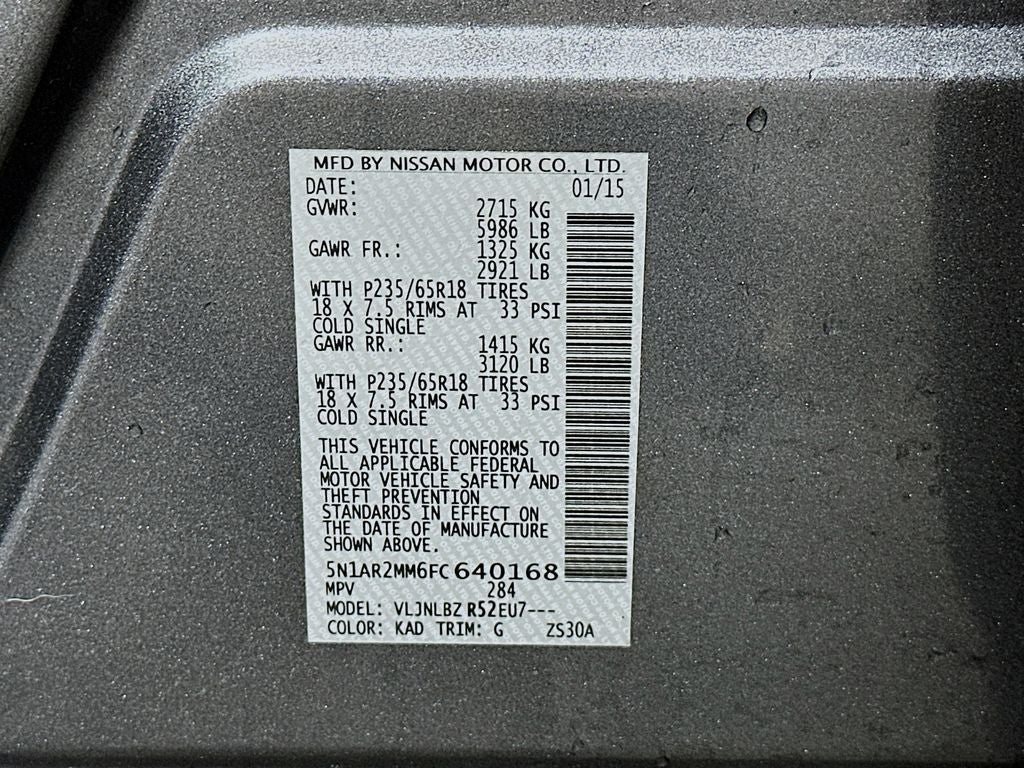 MFD BY NISSAN MOTOR CO., LTD.
DATE: 01/15
GVWR: 2715 KG
5986 LB
GAWR FR.: 1325 KG
2921 LB
WITH P235/65R18 TIRES
18 X 7.5 RIMS AT 33 PSI
COLD SINGLE
GAWR RR.: 1415 KG
3120 LB
WITH P235/65R18 TIRES
18 X 7.5 RIMS AT 33 PSI
COLD SINGLE
THIS VEHICLE CONFORMS TO
ALL APPLICABLE FEDERAL
MOTOR VEHICLE SAFETY AND
THEFT PREVENTION
STANDARDS IN EFFECT ON
THE DATE OF MANUFACTURE
SHOWN ABOVE.
5N1AR2MM6FC640168
MPV 284
MODEL: VLJNLBZ R52EU7---
COLOR: KAD TRIM: G ZS30A